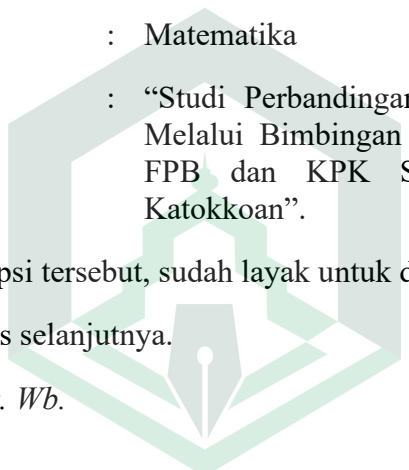 : Matematika
: “Studi Perbandingan
Melalui Bimbingan
FPB dan KPK S
Katokkoan”.
psi tersebut, sudah layak untuk d
s selanjutnya.
. Wb.